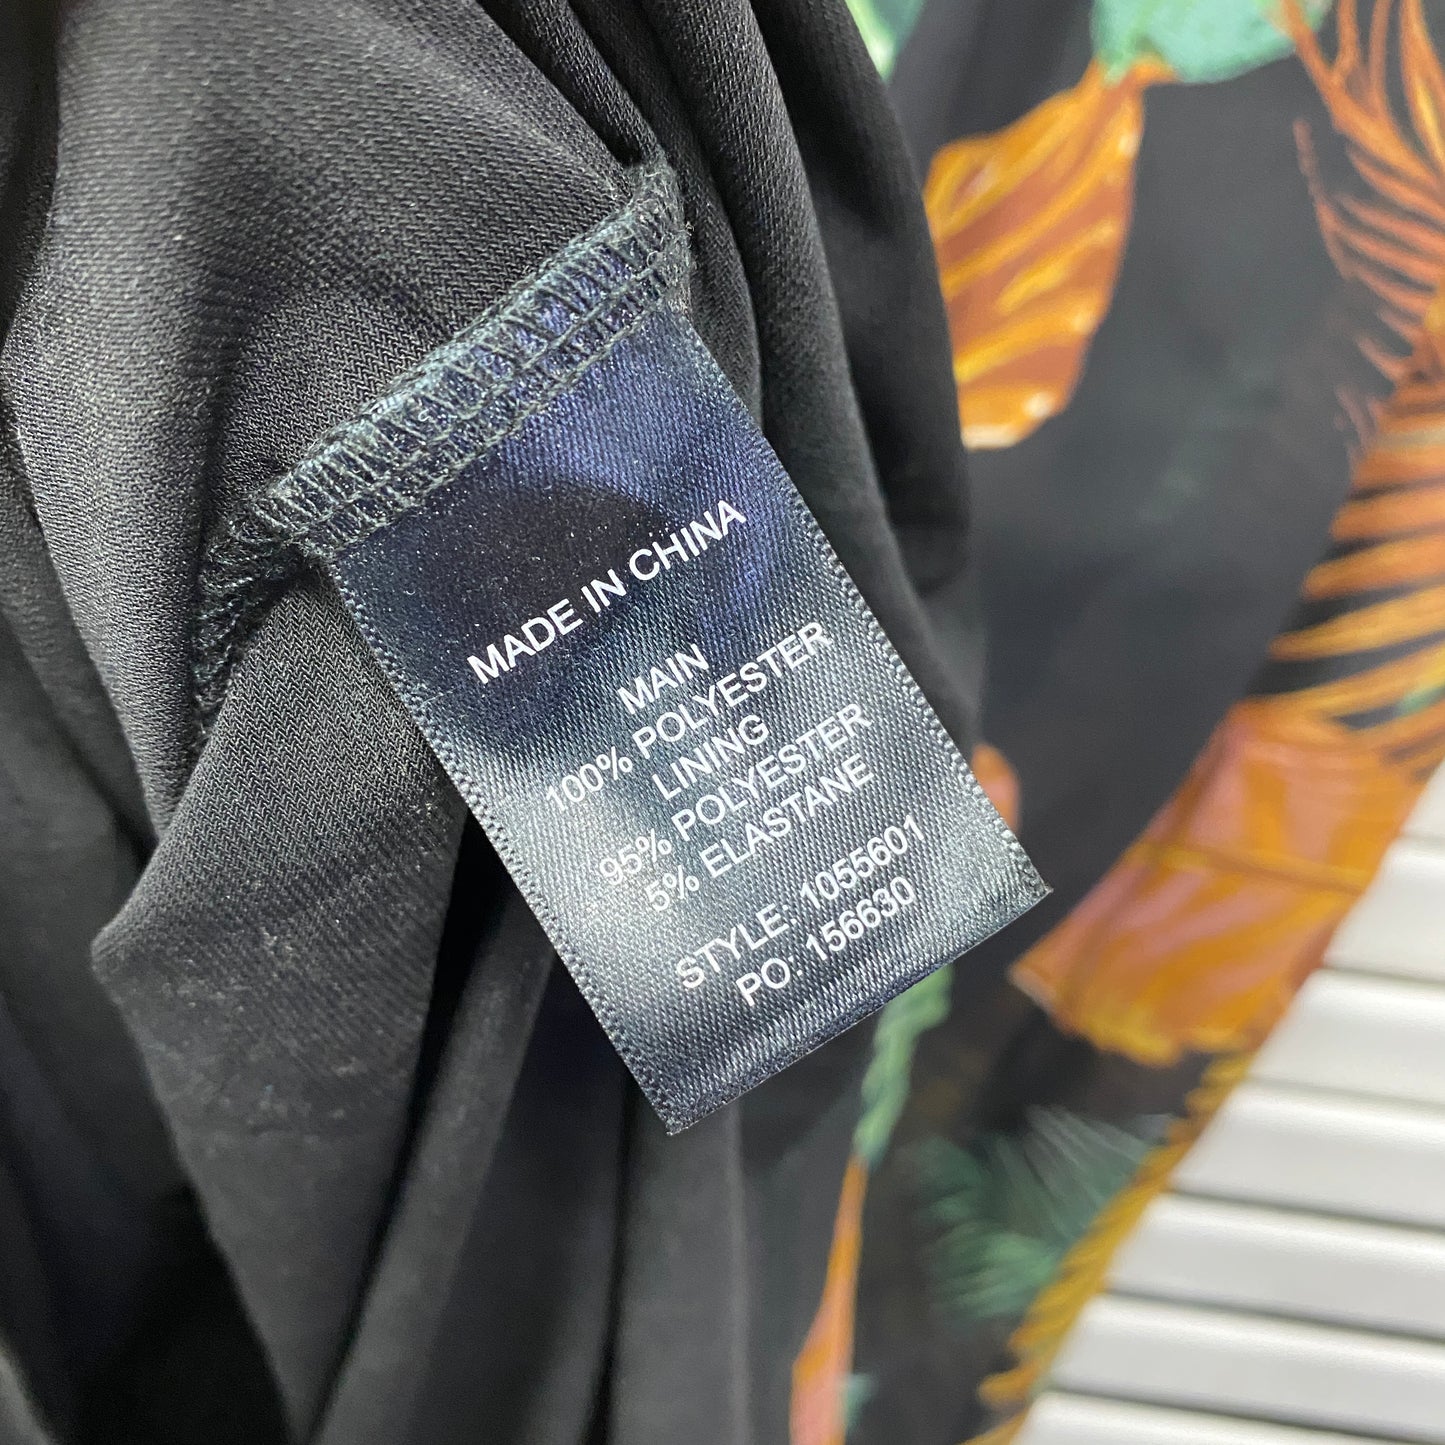 MADE IN CHINA
MAIN
100% POLYESTER
LINING
95% POLYESTER
5% ELASTANE
STYLE: 1055601
PO: 156630